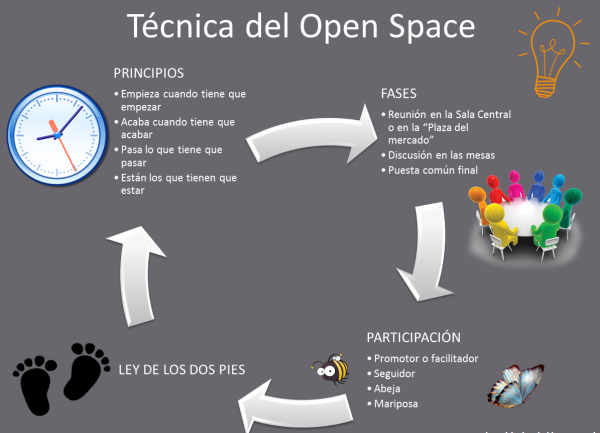 Técnica del Open Space
PRINCIPIOS
• Empieza cuando tiene que
empezar
• Acaba cuando tiene que
acabar
• Pasa lo que tiene que
pasar
• Están los que tienen que
estar
FASES
• Reunión en la Sala Central
o en la “Plaza del
mercado”
• Discusión en las mesas
• Puesta común final
PARTICIPACIÓN
• Promotor o facilitador
• Seguidor
• Abeja
• Mariposa
LEY DE LOS DOS PIES